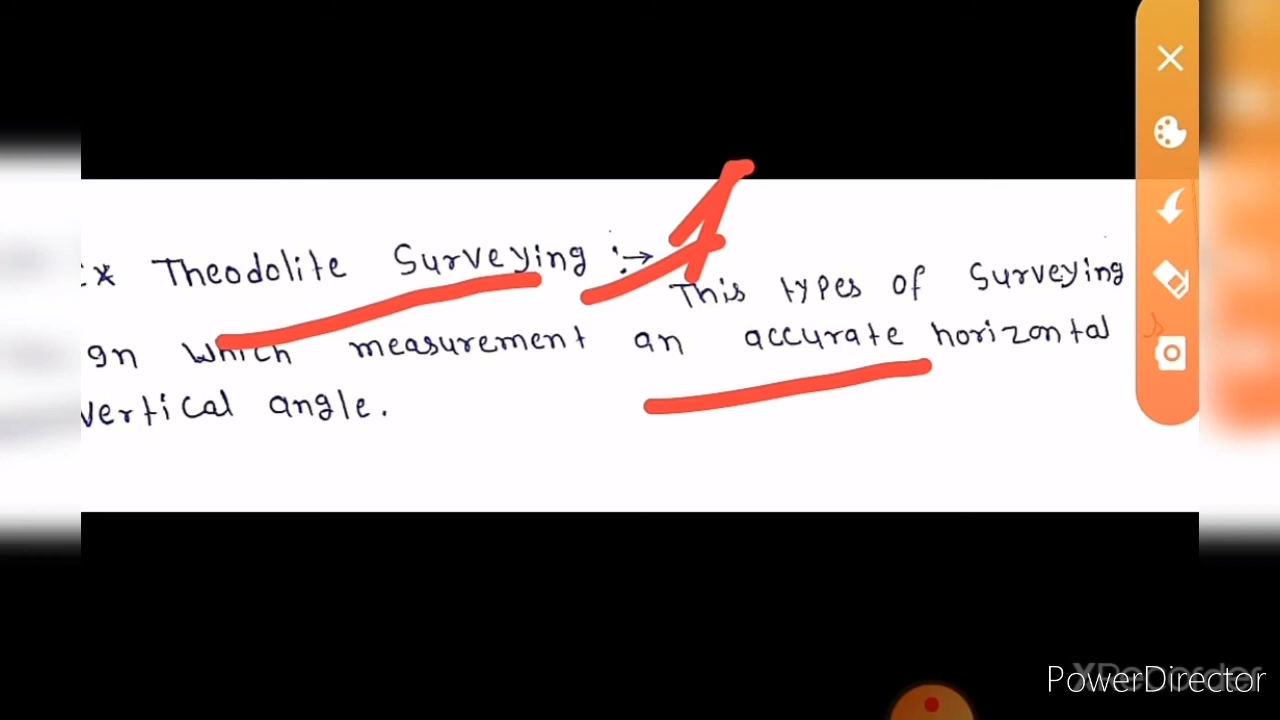 * Theodolite Surveying :→ This types of Surveying
In which measurement an accurate horizontal &
vertical angle.
PowerDirector